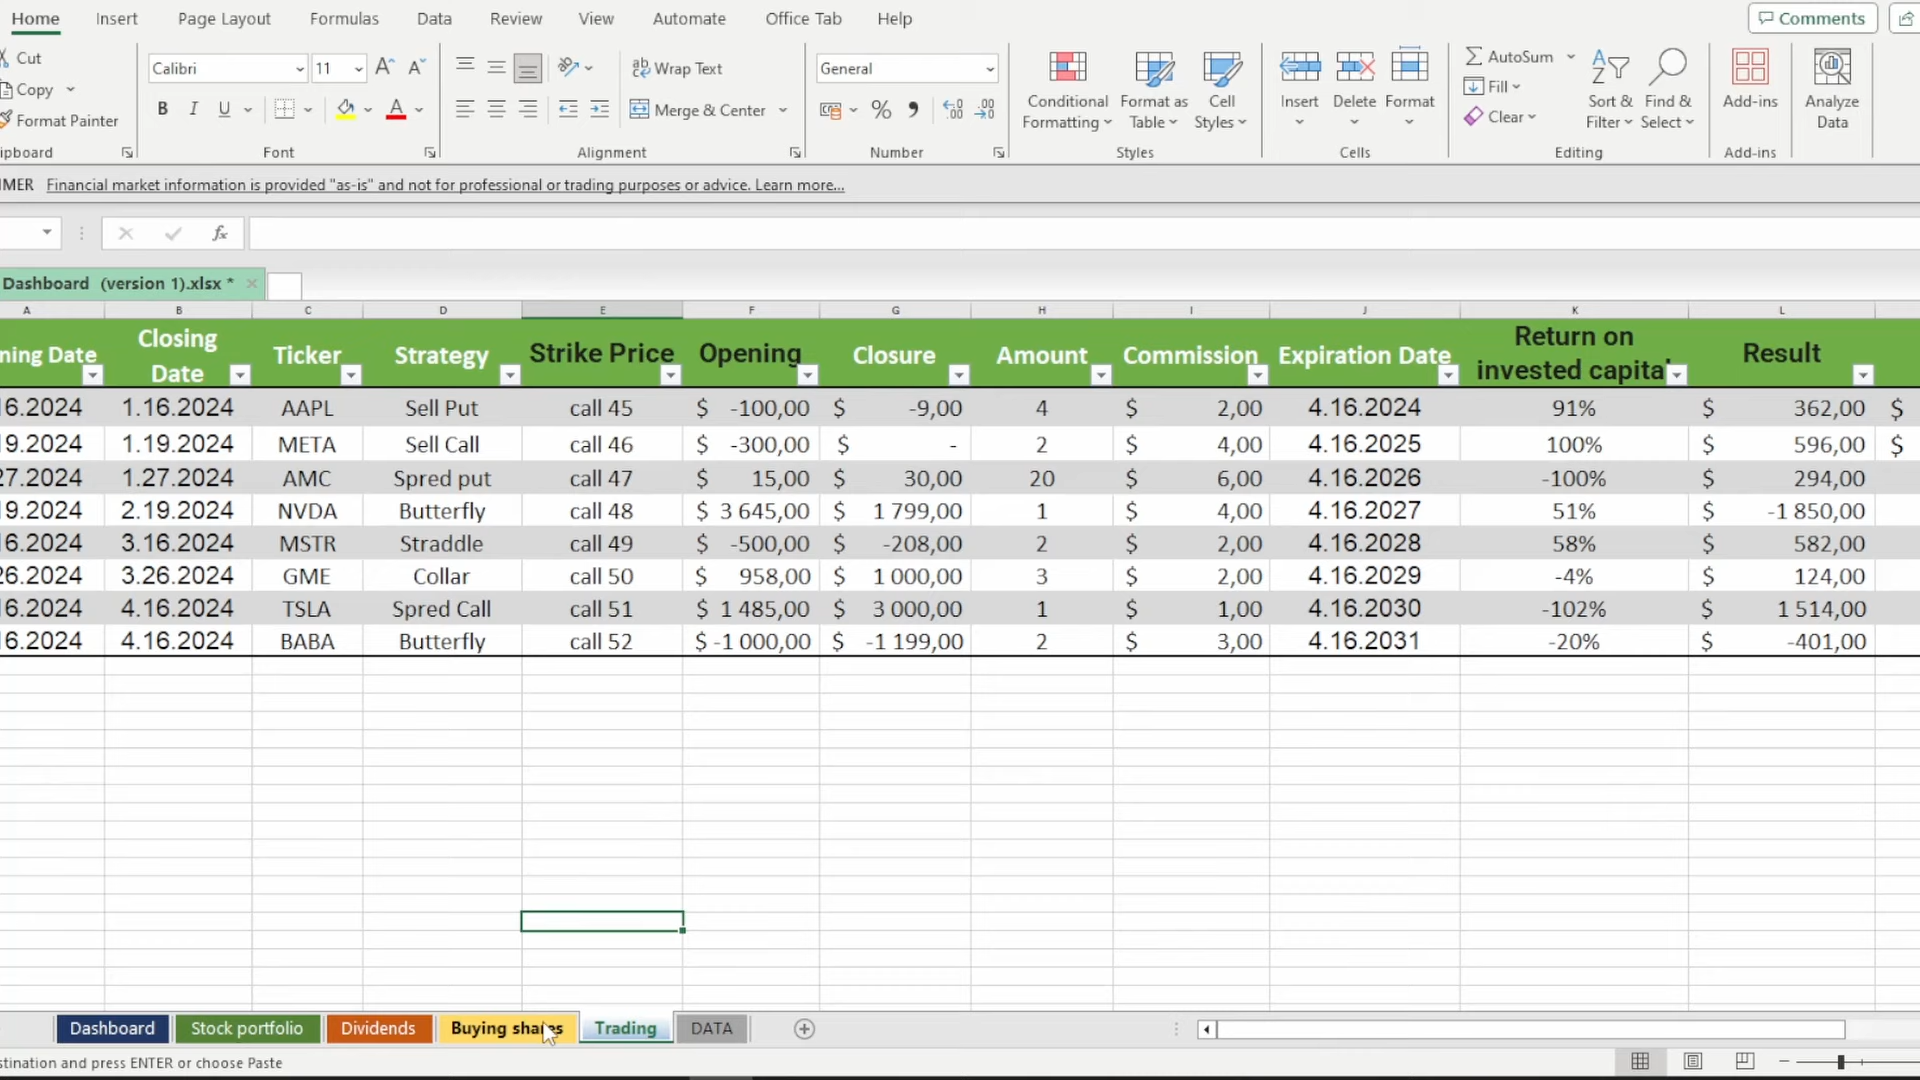 Home Insert Page Layout Formulas Data Review View Automate Office Tab Help Comments
Cut
Copy
Format Painter
Calibri 11
B I U
Wrap Text
Merge & Center
General
%
Conditional Formatting
Format as Table
Cell Styles
Insert Delete Format
AutoSum
Fill
Clear
Sort & Filter
Find & Select
Add-ins
Analyze Data
pboard Font Alignment Number Styles Cells Editing Add-ins
IMER Financial market information is provided "as-is" and not for professional or trading purposes or advice. Learn more...
fx
Dashboard (version 1).xlsx *
A B C D E F G H I J K L
ning Date Closing Date Ticker Strategy Strike Price Opening Closure Amount Commission Expiration Date Return on invested capital Result
16.2024 1.16.2024 AAPL Sell Put call 45 $ -100,00 $ -9,00 4 $ 2,00 4.16.2024 91% $ 362,00 $
19.2024 1.19.2024 META Sell Call call 46 $ -300,00 $ - 2 $ 4,00 4.16.2025 100% $ 596,00 $
27.2024 1.27.2024 AMC Spred put call 47 $ 15,00 $ 30,00 20 $ 6,00 4.16.2026 -100% $ 294,00
19.2024 2.19.2024 NVDA Butterfly call 48 $ 3 645,00 $ 1 799,00 1 $ 4,00 4.16.2027 51% $ -1 850,00
16.2024 3.16.2024 MSTR Straddle call 49 $ -500,00 $ -208,00 2 $ 2,00 4.16.2028 58% $ 582,00
26.2024 3.26.2024 GME Collar call 50 $ 958,00 $ 1 000,00 3 $ 2,00 4.16.2029 -4% $ 124,00
16.2024 4.16.2024 TSLA Spred Call call 51 $ 1 485,00 $ 3 000,00 1 $ 1,00 4.16.2030 -102% $ 1 514,00
16.2024 4.16.2024 BABA Butterfly call 52 $ -1 000,00 $ -1 199,00 2 $ 3,00 4.16.2031 -20% $ -401,00
Dashboard Stock portfolio Dividends Buying shares Trading DATA
stination and press ENTER or choose Paste